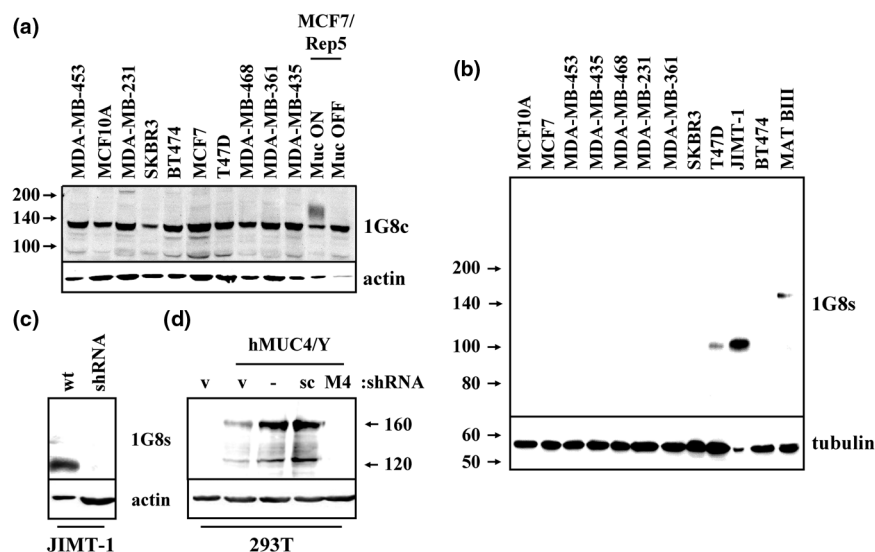 (a)
MCF7/
Rep5
MDA-MB-453
MCF10A
MDA-MB-231
SKBR3
BT474
MCF7
T47D
MDA-MB-468
MDA-MB-361
MDA-MB-435
Muc ON
Muc OFF
200
140
100
1G8c
actin
(b)
MCF10A
MCF7
MDA-MB-453
MDA-MB-435
MDA-MB-468
MDA-MB-231
MDA-MB-361
SKBR3
T47D
JIMT-1
BT474
MAT BIII
200
140
100
80
1G8s
60
50
tubulin
(c)
wt
shRNA
1G8s
actin
JIMT-1
(d)
hMUC4/Y
v v - sc M4 :shRNA
160
120
293T